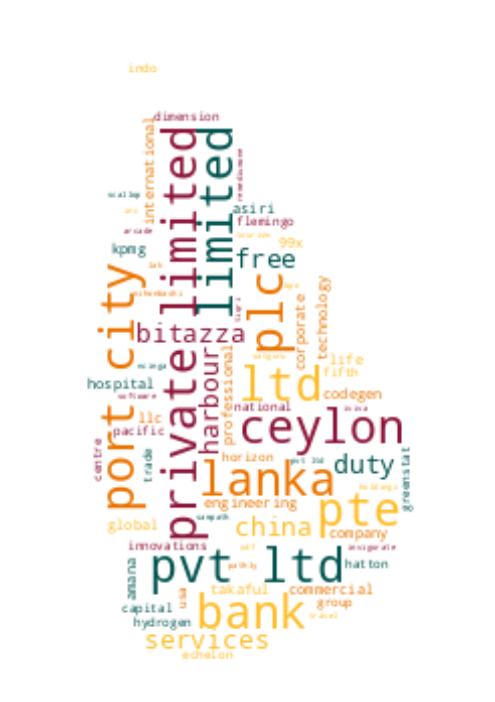 indo
dimension
international
private limited
limited
scallop
asiri
arcade
flemingo
kpmg
99x
free
port city
plc
technology
corporate
bitazza
harbour
professional
life
fifth
ltd
hospital
codegen
software
national
llc
ceylon
pacific
centre
trade
horizon
pvt ltd
duty
lanka
greenstat
engineering
pte
global
china
company
innovations
invigorate
pvt ltd
hatton
amana
usa
takaful
commercial
capital
bank
group
hydrogen
travel
services
echelon